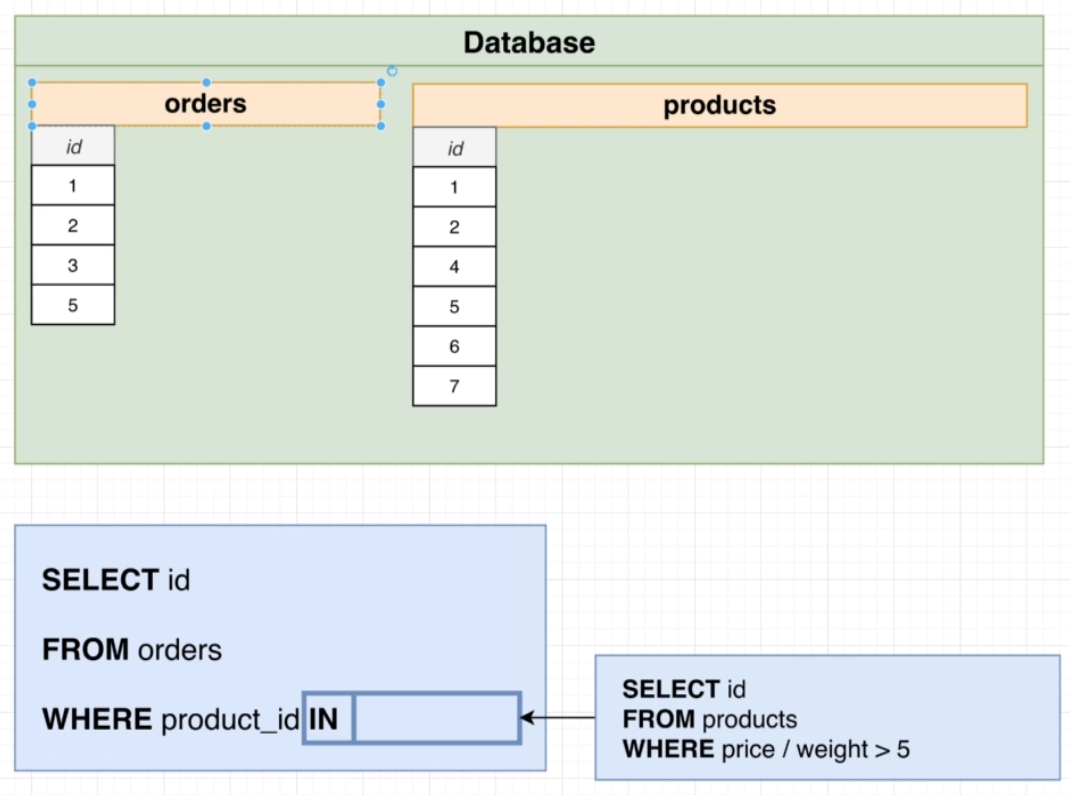 Database
orders
products
id
1
2
3
5
id
1
2
4
5
6
7
SELECT id
FROM orders
WHERE product_id IN
SELECT id
FROM products
WHERE price / weight > 5